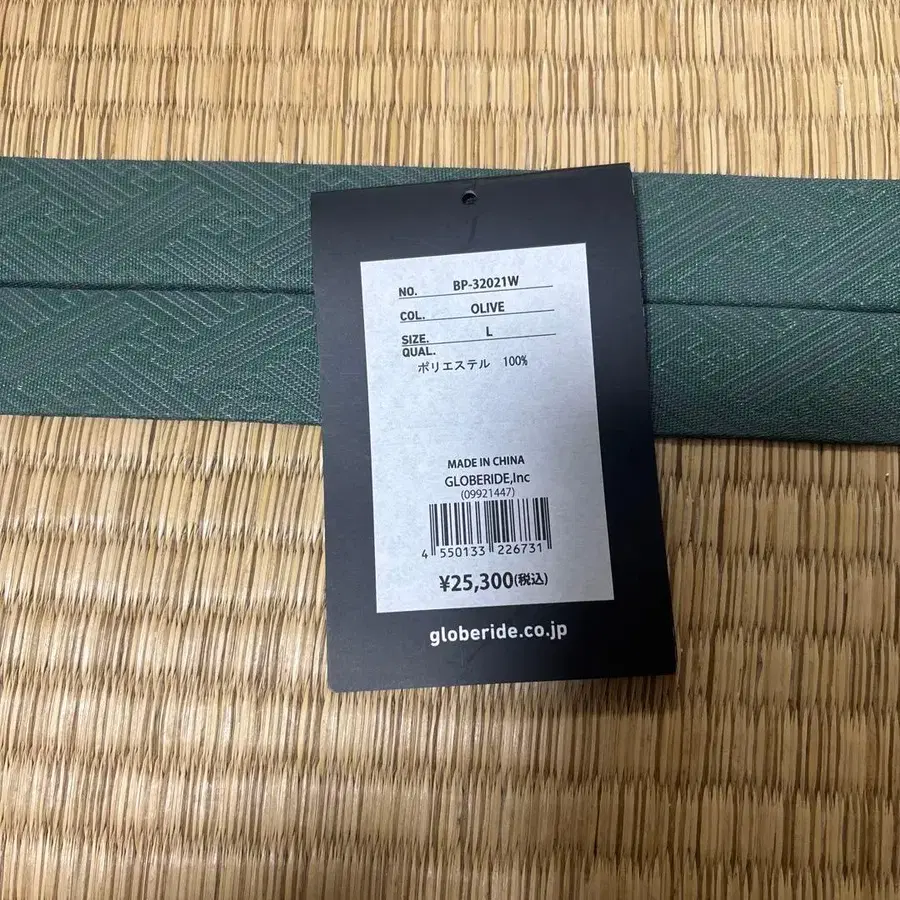 NO. BP-32021W
COL. OLIVE
SIZE. L
QUAL.
ポリエステル 100%
MADE IN CHINA
GLOBERIDE,Inc
(09921447)
4 550133 226731
¥25,300(税込)
globeride.co.jp